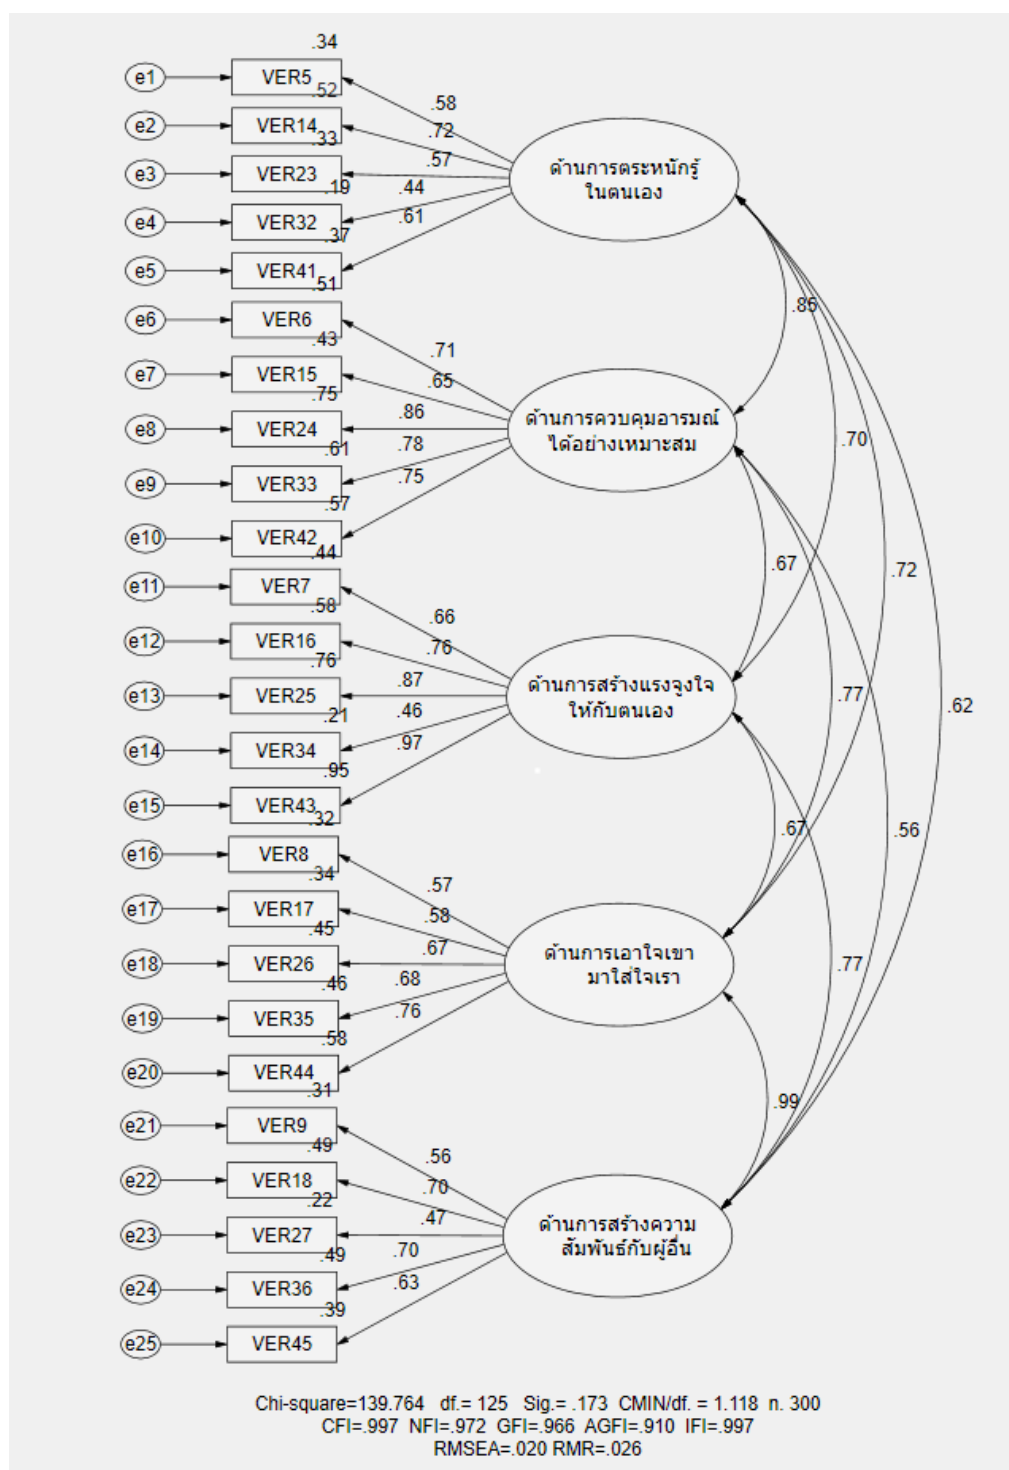 .34
e1 VER5 .58
.52
e2 VER14 .72
.33
e3 VER23 .57
.19
e4 VER32 .44
.37
e5 VER41 .61
ด้านการตระหนักรู้
ในตนเอง
.51
e6 VER6 .71
.43
e7 VER15 .65
.75
e8 VER24 .86
.61
e9 VER33 .78
.57
e10 VER42 .75
ด้านการควบคุมอารมณ์
ได้อย่างเหมาะสม
.44
e11 VER7 .66
.58
e12 VER16 .76
.76
e13 VER25 .87
.21
e14 VER34 .46
.95
e15 VER43 .97
ด้านการสร้างแรงจูงใจ
ให้กับตนเอง
.32
e16 VER8 .57
.34
e17 VER17 .58
.45
e18 VER26 .67
.46
e19 VER35 .68
.58
e20 VER44 .76
ด้านการเอาใจเขา
มาใส่ใจเรา
.31
e21 VER9 .56
.49
e22 VER18 .70
.22
e23 VER27 .47
.49
e24 VER36 .70
.39
e25 VER45 .63
ด้านการสร้างความ
สัมพันธ์กับผู้อื่น
.70
.67
.72
.77
.62
.67
.56
.77
.99
Chi-square=139.764 df.= 125 Sig.= .173 CMIN/df. = 1.118 n. 300
CFI=.997 NFI=.972 GFI=.966 AGFI=.910 IFI=.997
RMSEA=.020 RMR=.026